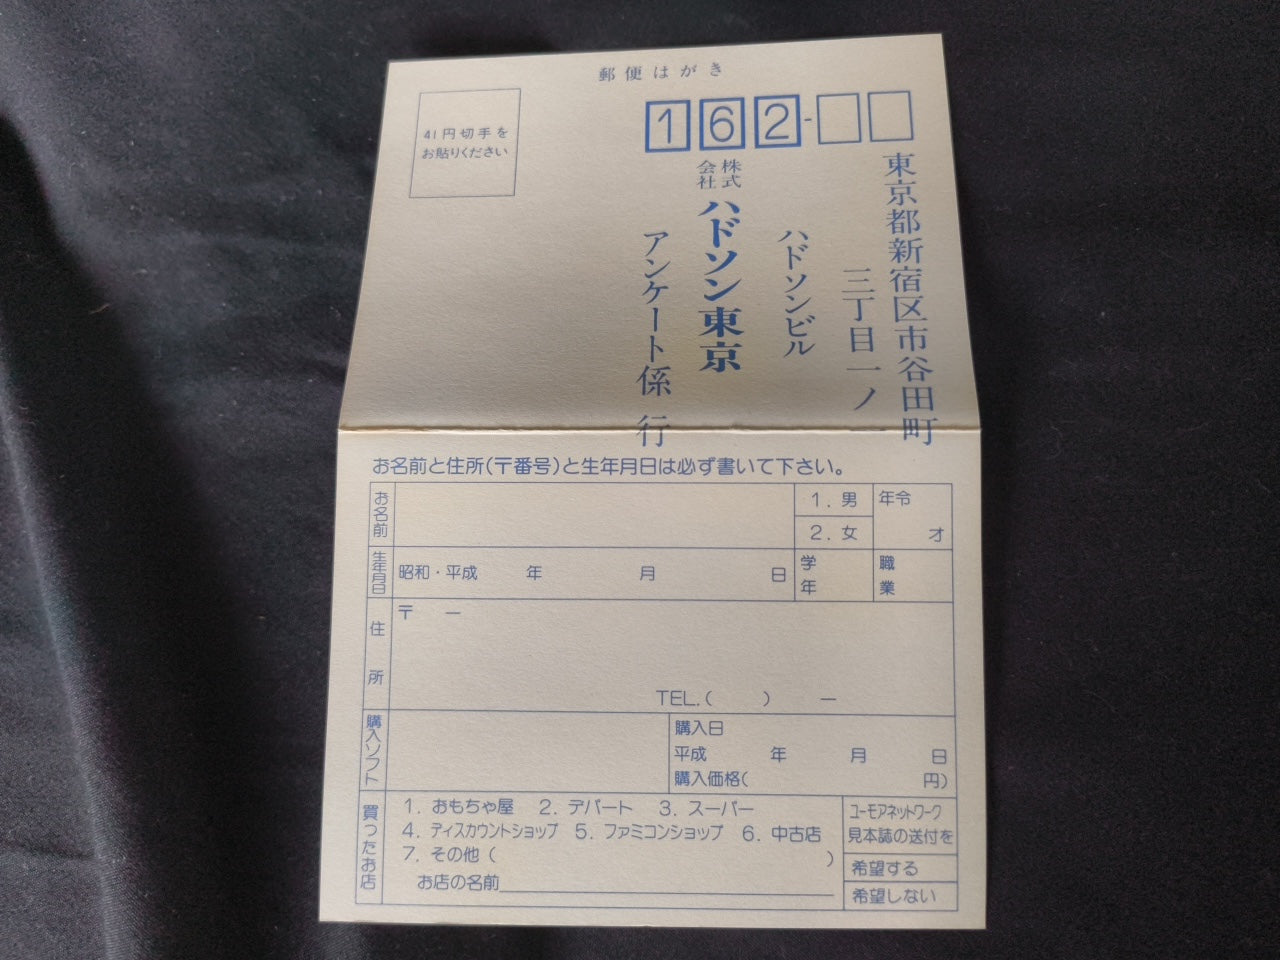 郵便はがき
41円切手を
お貼りください
162-
東京都新宿区市谷田町
三丁目一ノ一
ハドソンビル
株式会社 ハドソン東京
アンケート係 行
お名前と住所(〒番号)と生年月日は必ず書いて下さい。
お名前
1. 男
2. 女
年令
才
生年月日
昭和・平成 年 月 日
学年
職業
住所
〒 ー
TEL.( ) ー
購入ソフト
購入日
平成 年 月 日
購入価格( 円)
買ったお店
1. おもちゃ屋 2. デパート 3. スーパー
4. ディスカウントショップ 5. ファミコンショップ 6. 中古店
7. その他( )
お店の名前
ユーモアネットワーク
見本誌の送付を
希望する
希望しない